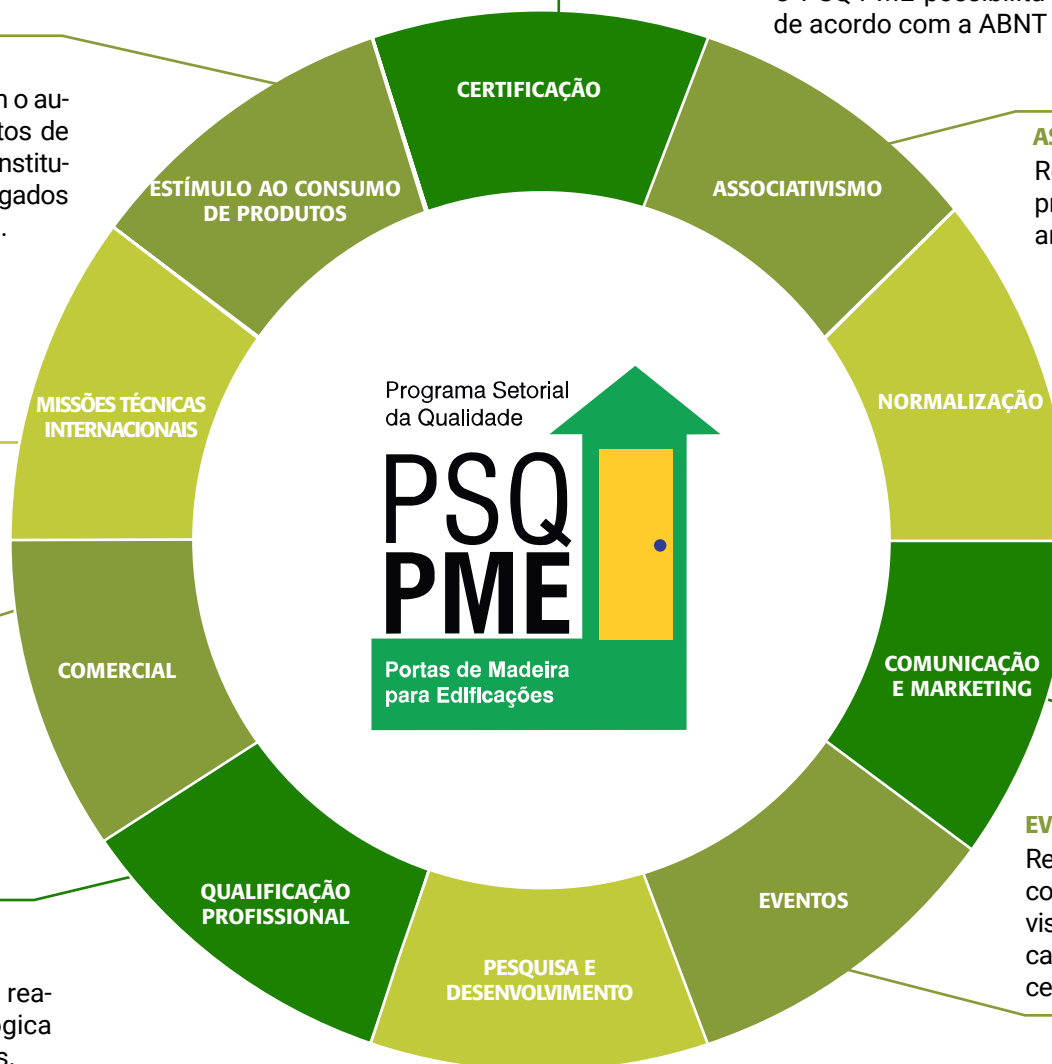 de acordo com a ABNT
CERTIFICAÇÃO
ESTÍMULO AO CONSUMO
DE PRODUTOS
ASSOCIATIVISMO
MISSÕES TÉCNICAS
INTERNACIONAIS
NORMALIZAÇÃO
Programa Setorial
da Qualidade
PSQ
PME
Portas de Madeira
para Edificações
COMERCIAL
COMUNICAÇÃO
E MARKETING
QUALIFICAÇÃO
PROFISSIONAL
EVENTOS
PESQUISA E
DESENVOLVIMENTO